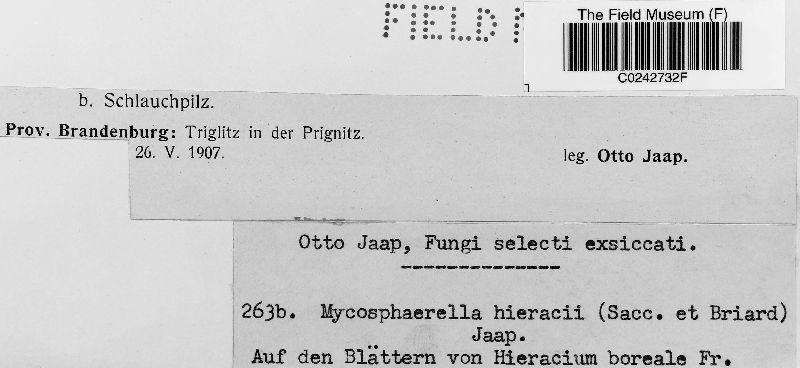 FIELD
The Field Museum (F)
C0242732F
b. Schlauchpilz.
Prov. Brandenburg: Triglitz in der Prignitz.
26. V. 1907.
leg. Otto Jaap.
Otto Jaap, Fungi selecti exsiccati.
263b. Mycosphaerella hieracii (Sacc. et Briard)
Jaap.
Auf den Blättern von Hieracium boreale Fr.